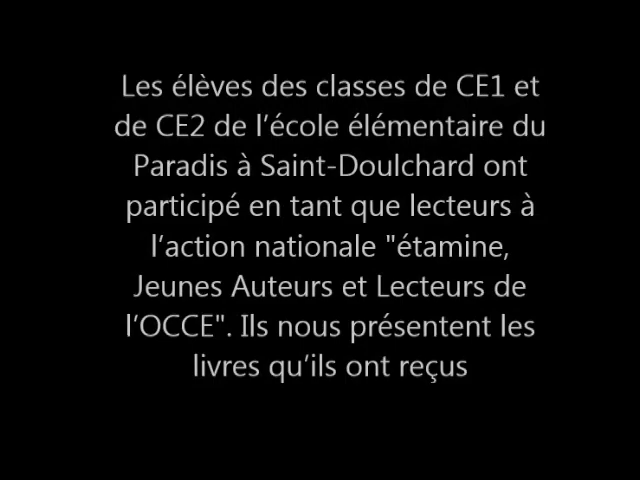 Les élèves des classes de CE1 et
de CE2 de l’école élémentaire du
Paradis à Saint-Doulchard ont
participé en tant que lecteurs à
l’action nationale "étamine,
Jeunes Auteurs et Lecteurs de
l’OCCE". Ils nous présentent les
livres qu’ils ont reçus